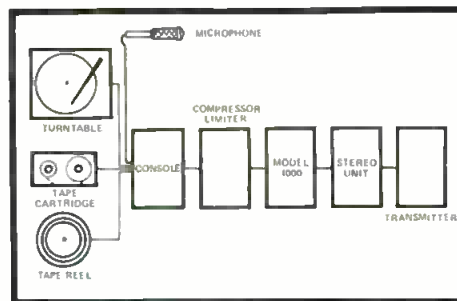 MICROPHONE
TURNTABLE
COMPRESSOR
LIMITER
CONSOLE
MODEL
1000
STEREO
UNIT
TAPE
CARTRIDGE
TRANSMITTER
TAPE REEL